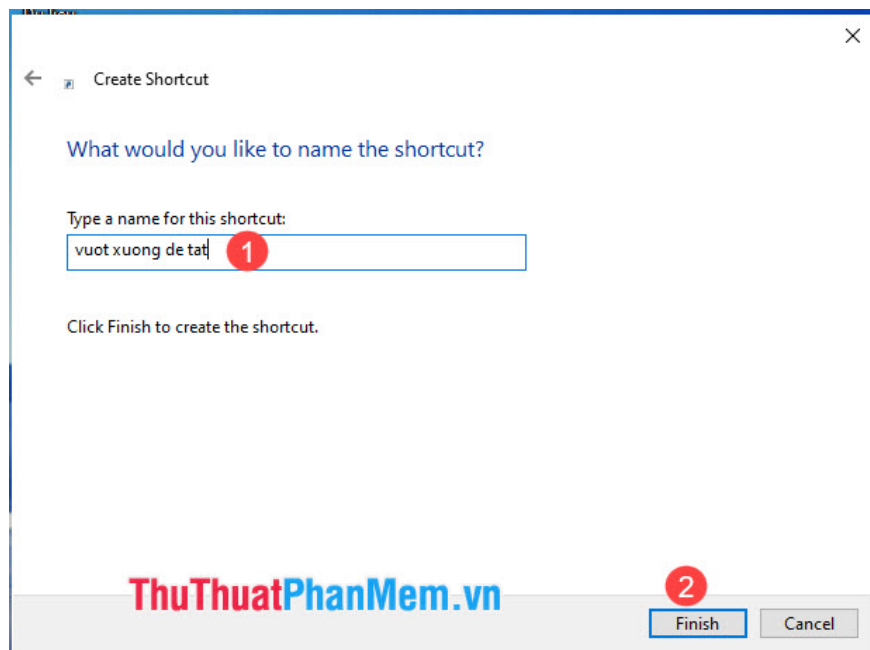 Create Shortcut
What would you like to name the shortcut?
Type a name for this shortcut:
vuot xuong de tat
1
Click Finish to create the shortcut.
ThuThuatPhanMem.vn
2
Finish Cancel